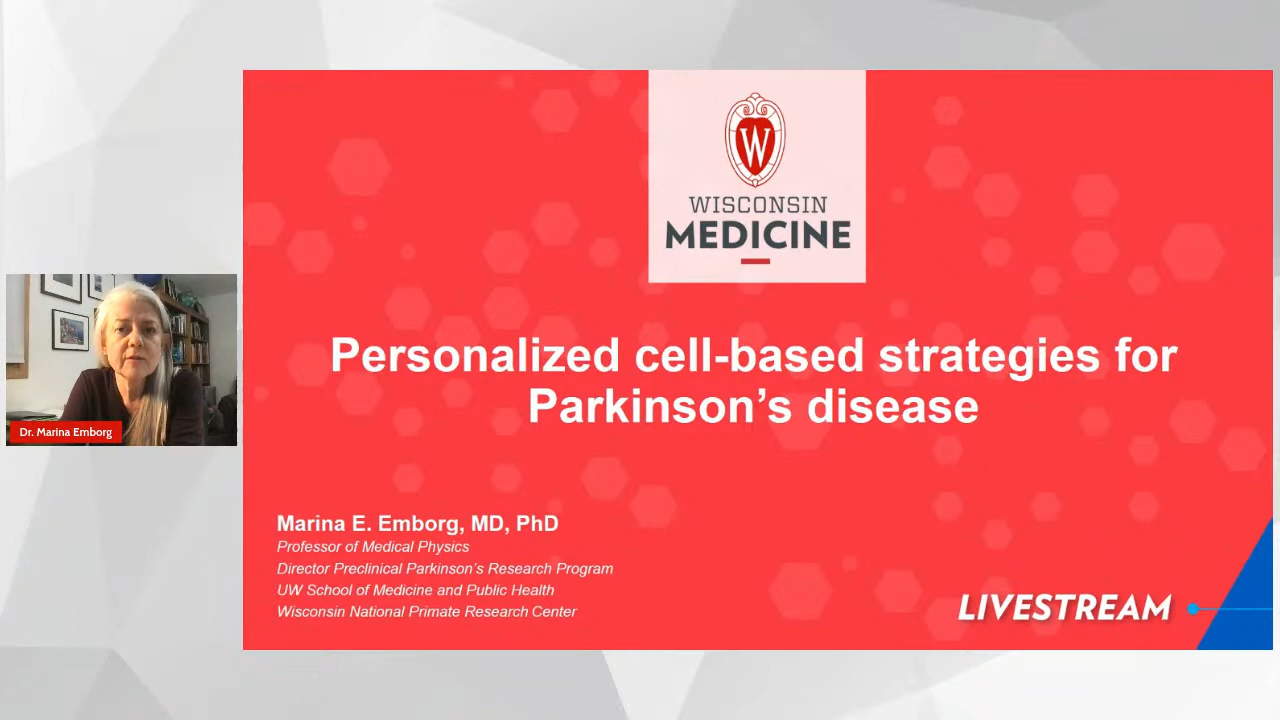 W
WISCONSIN
MEDICINE
Personalized cell-based strategies for
Parkinson’s disease
Dr. Marina Emborg
Marina E. Emborg, MD, PhD
Professor of Medical Physics
Director Preclinical Parkinson’s Research Program
UW School of Medicine and Public Health
Wisconsin National Primate Research Center
LIVESTREAM